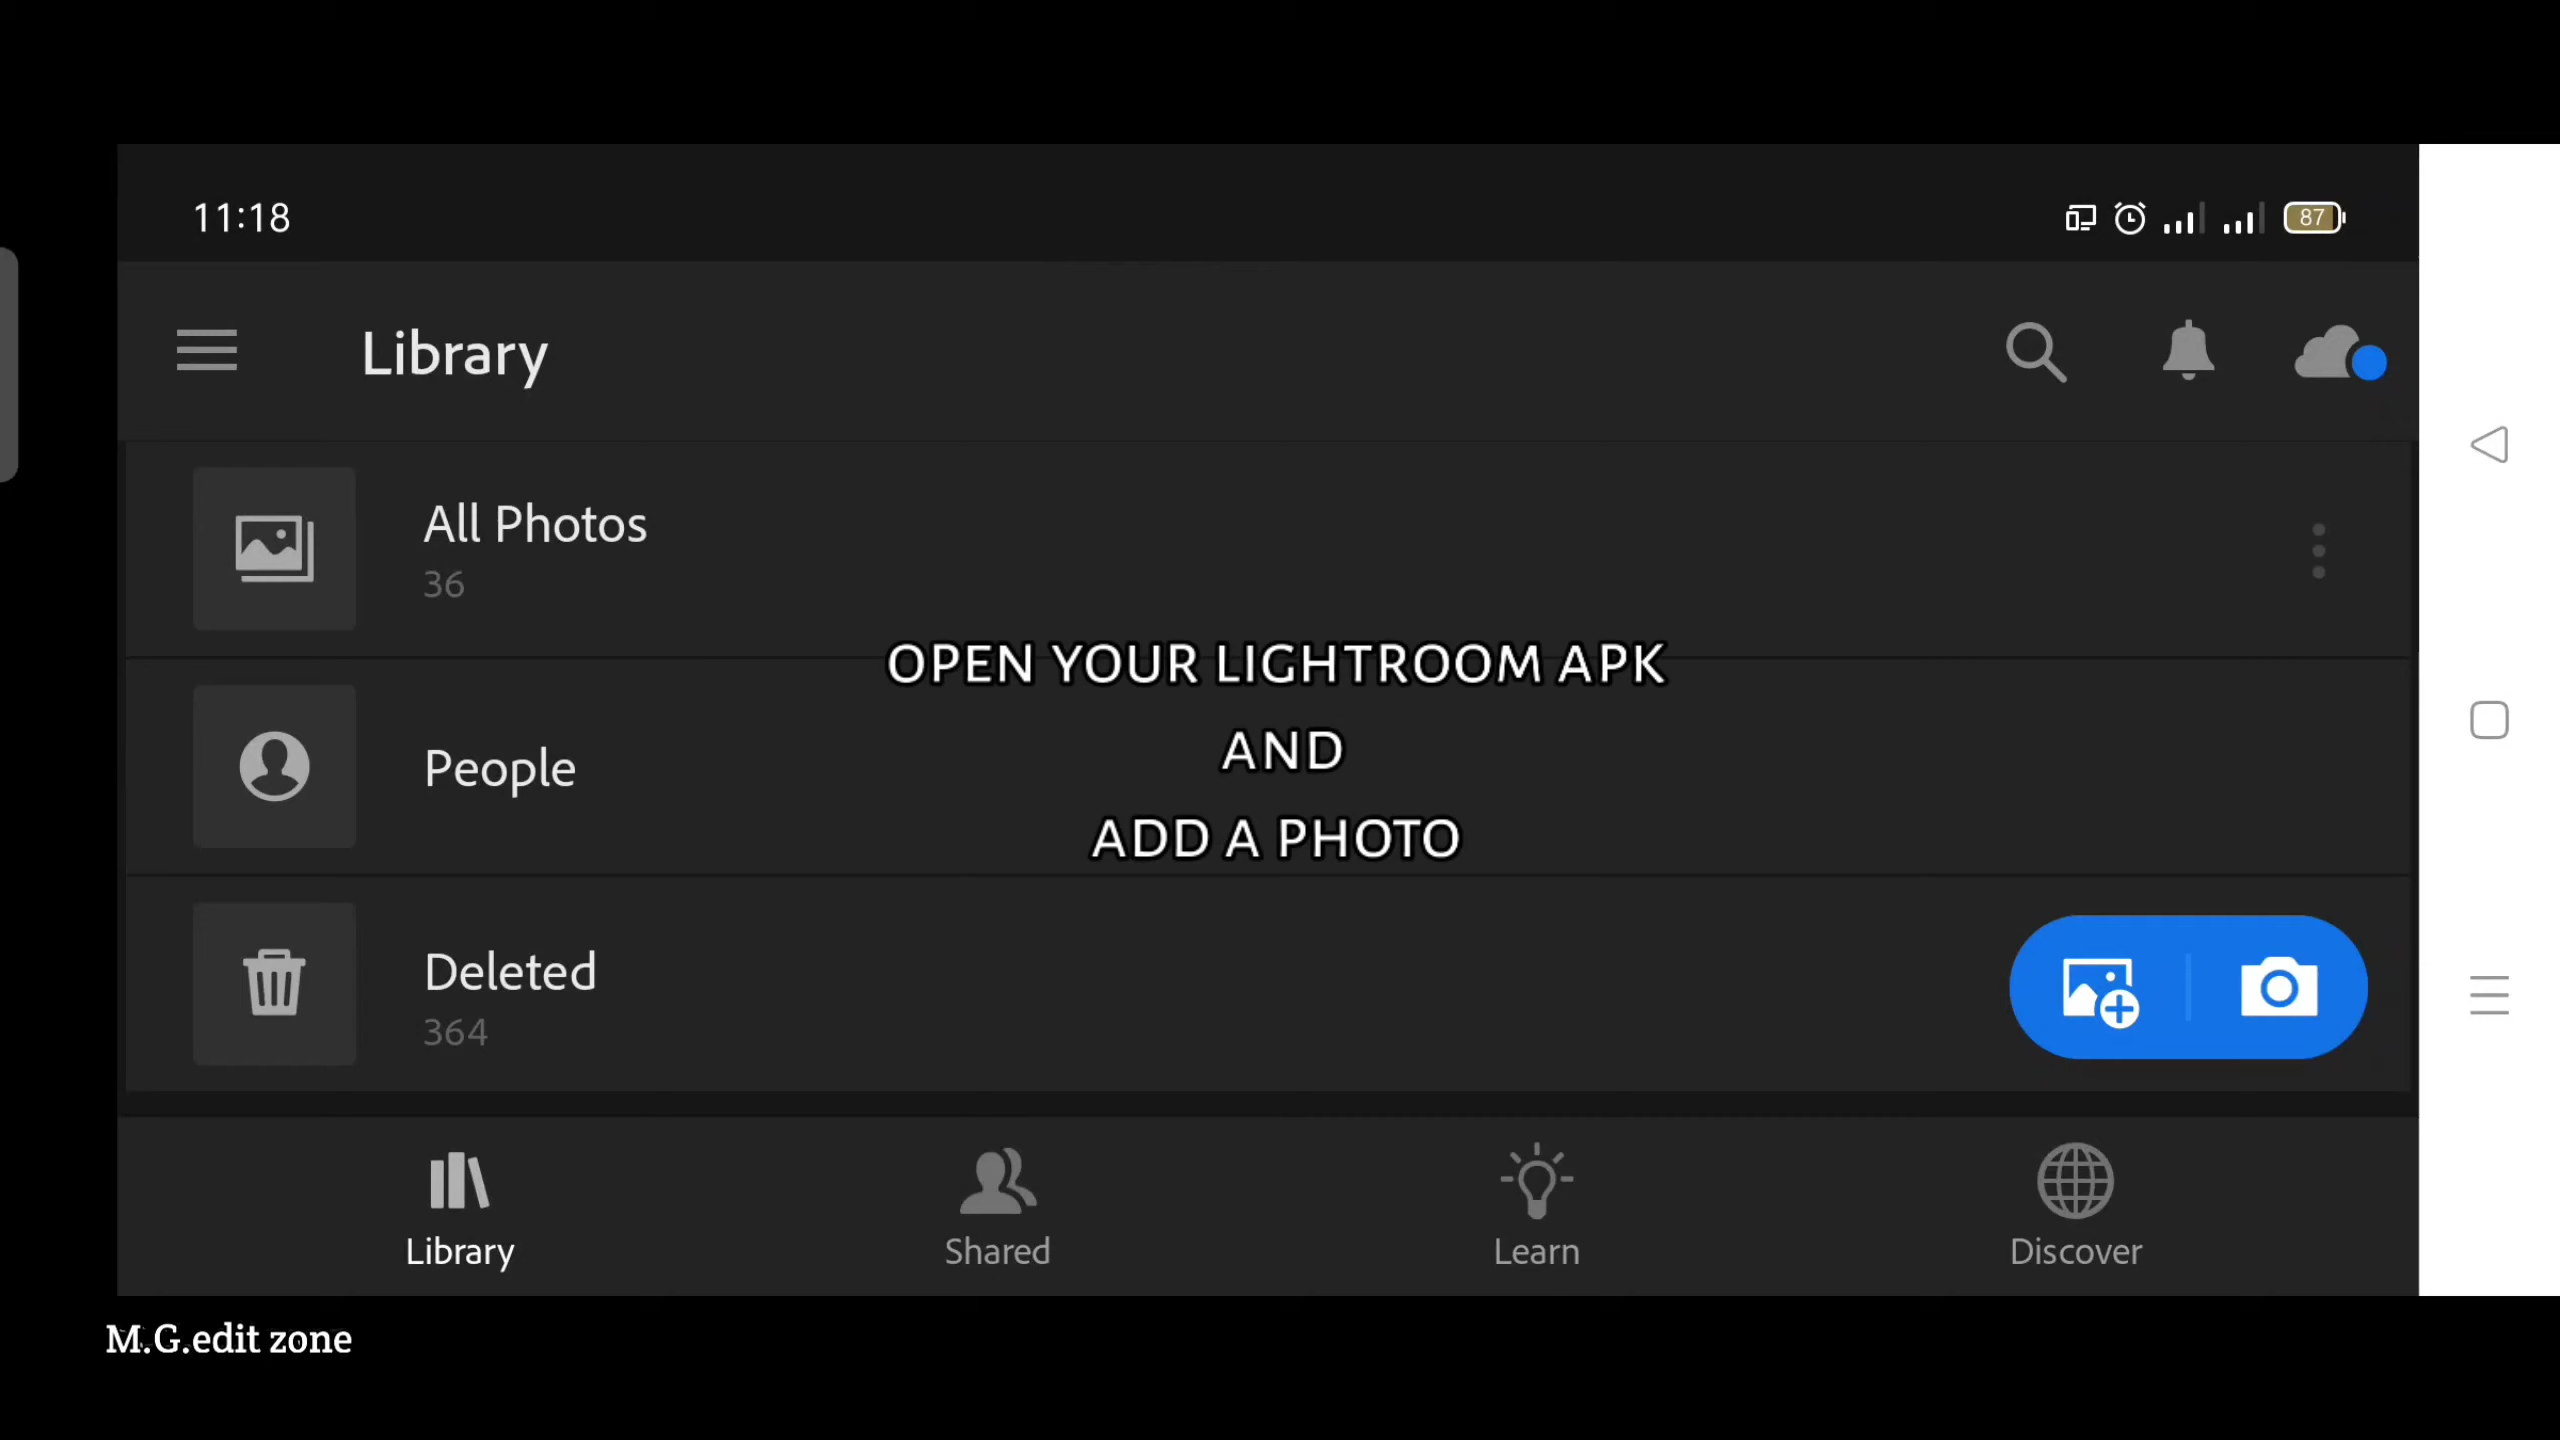 11:18
87
Library
All Photos
36
OPEN YOUR LIGHTROOM APK
AND
ADD A PHOTO
People
Deleted
364
Library
Shared
Learn
Discover
M.G.edit zone